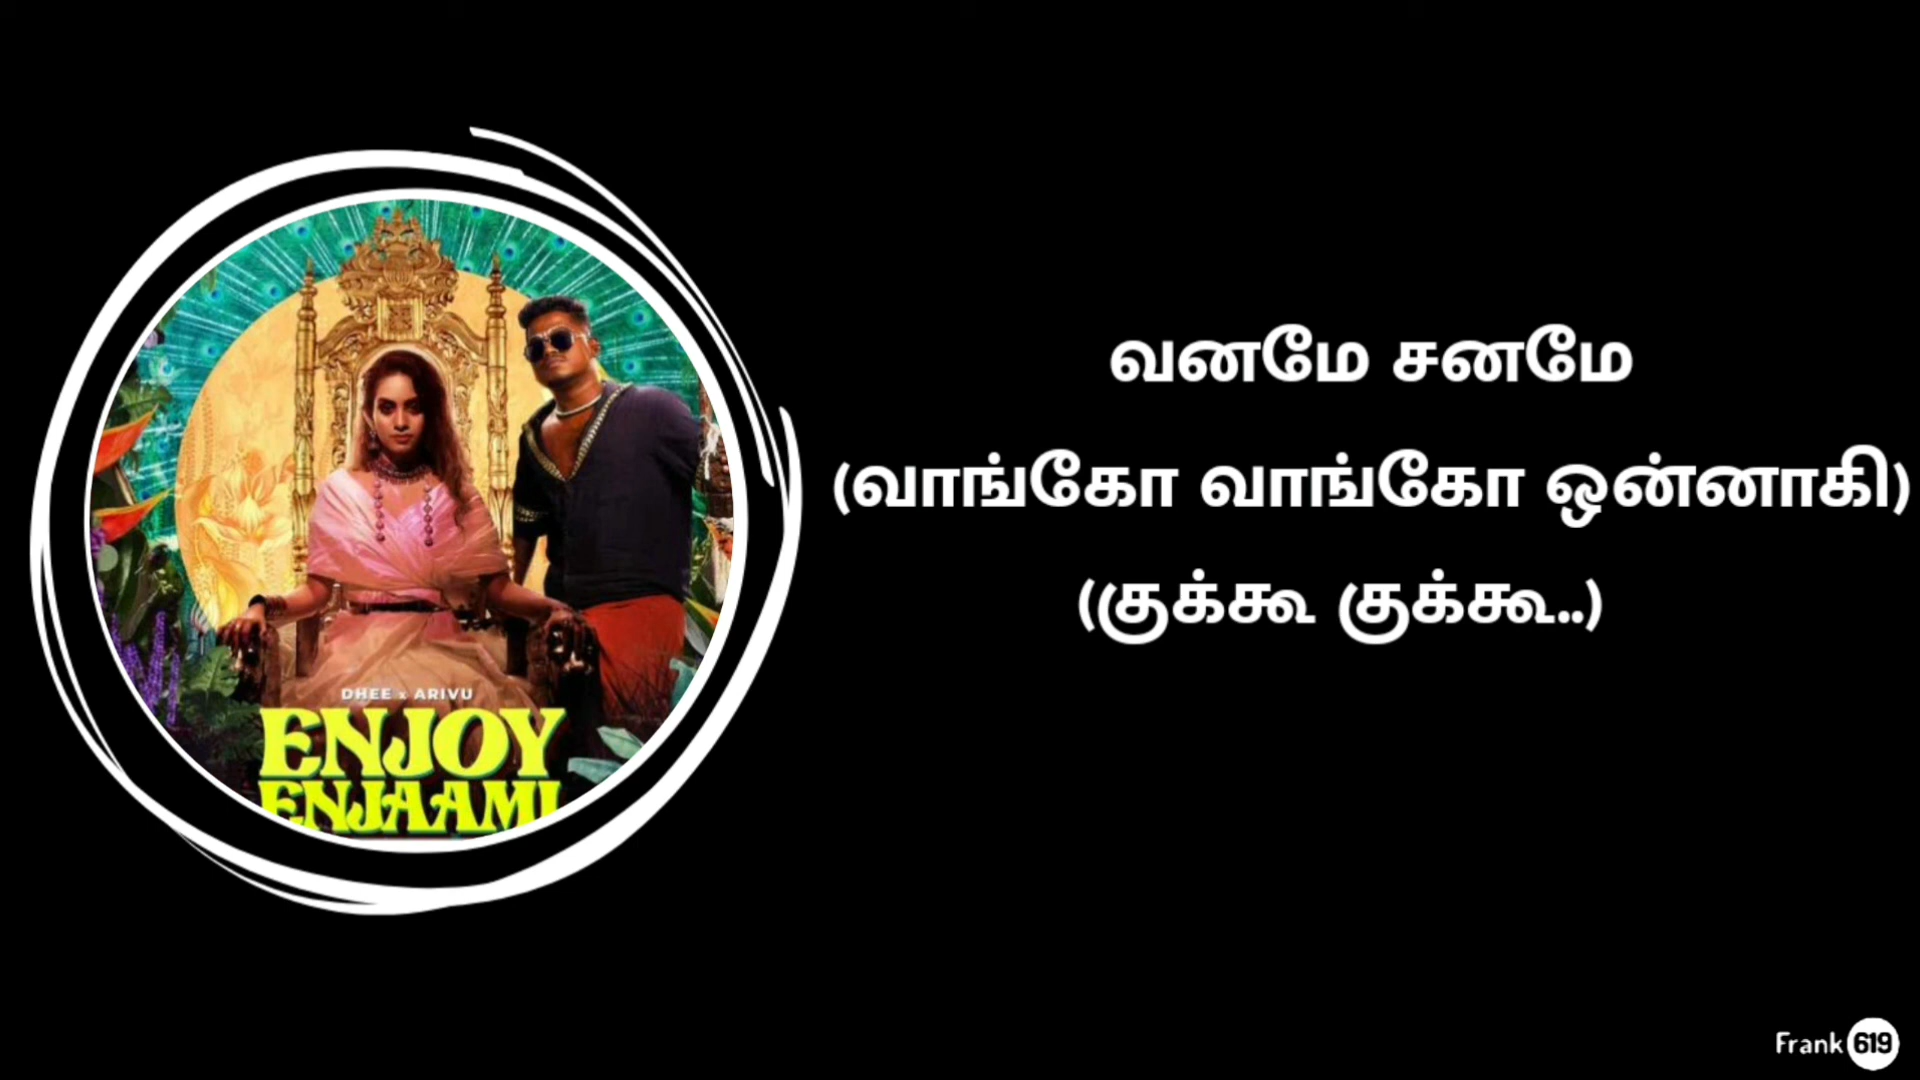 DHEE x ARIVU
ENJOY
ENJAAMI
வனமே சனமே
(வாங்கோ வாங்கோ ஒன்னாகி)
(குக்கூ குக்கூ..)
Frank 619